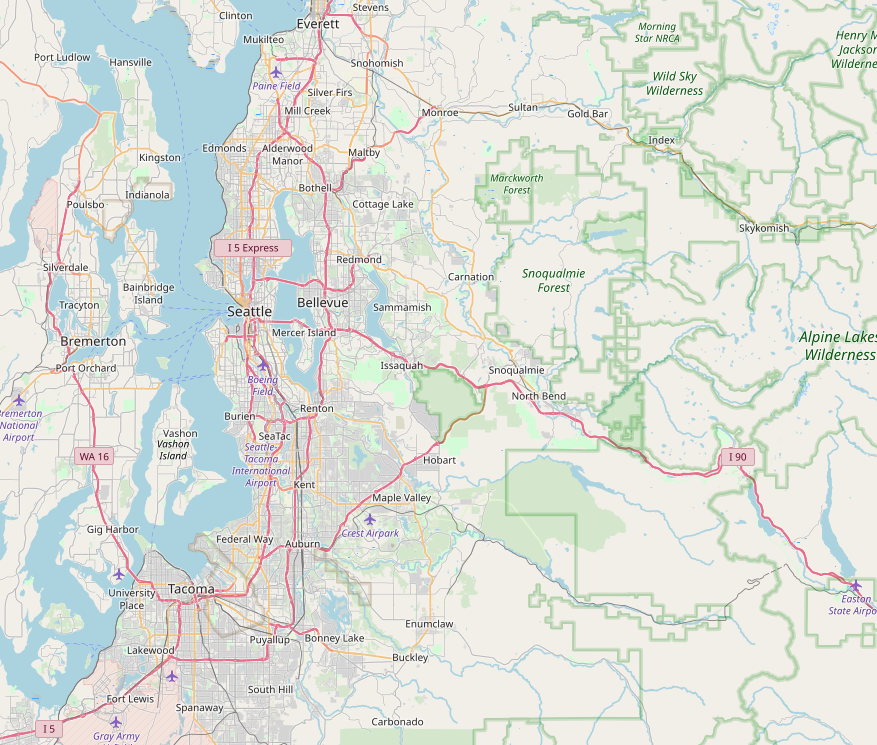 Clinton
Stevens
Everett
Mukilteo
Morning
Star NRCA
Henry M
Jackson
Wilderne
Port Ludlow
Hansville
Snohomish
Paine Field
Silver Firs
Wild Sky
Wilderness
Mill Creek
Monroe
Sultan
Gold Bar
Edmonds
Alderwood
Manor
Maltby
Index
Kingston
Bothell
Marckworth
Forest
Indianola
Poulsbo
Cottage Lake
Skykomish
I 5 Express
Silverdale
Redmond
Carnation
Snoqualmie
Forest
Bainbridge
Island
Tracyton
Seattle
Bellevue
Sammamish
Mercer Island
Bremerton
Alpine Lakes
Wilderness
Port Orchard
Issaquah
Snoqualmie
Boeing
Field
North Bend
Bremerton
National
Airport
Burien
Renton
Vashon
Vashon
Island
SeaTac
Seattle-
Tacoma
International
Airport
WA 16
Hobart
I 90
Kent
Maple Valley
Gig Harbor
Crest Airpark
Federal Way
Auburn
Tacoma
University
Place
Easton
State Airpo
Enumclaw
Puyallup
Bonney Lake
Lakewood
Buckley
South Hill
Fort Lewis
Spanaway
Carbonado
I 5
Gray Army